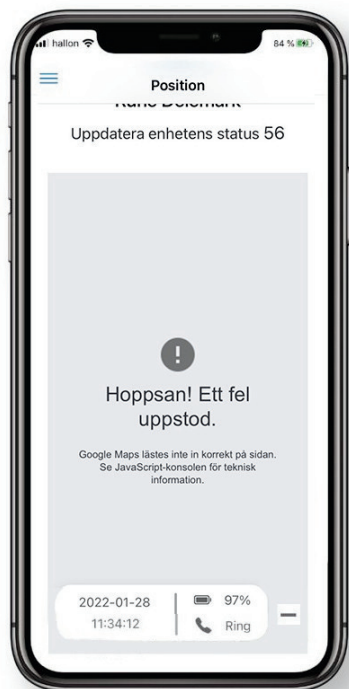 hallon
84 %
Position
Uppdatera enhetens status 56
Hoppsan! Ett fel
uppstod.
Google Maps lästes inte in korrekt på sidan.
Se JavaScript-konsolen för teknisk
information.
2022-01-28
97%
11:34:12
Ring